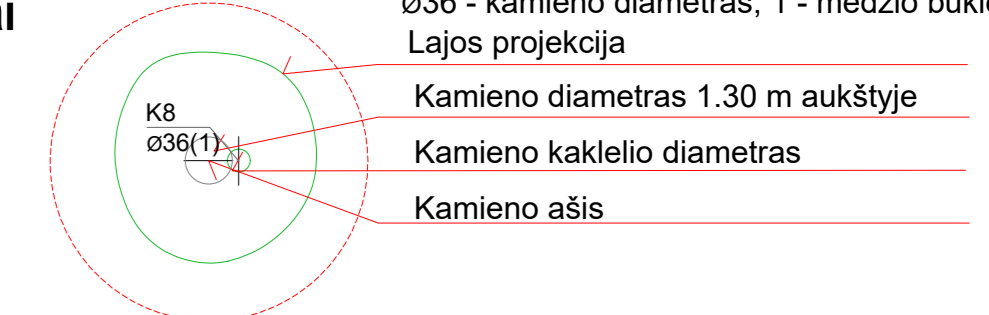 Ø36 - kamieno diametras, 1 - medžio
Lajos projekcija
Kamieno diametras 1.30 m aukštyje
K8
Ø36(1)
Kamieno kaklelio diametras
Kamieno ašis